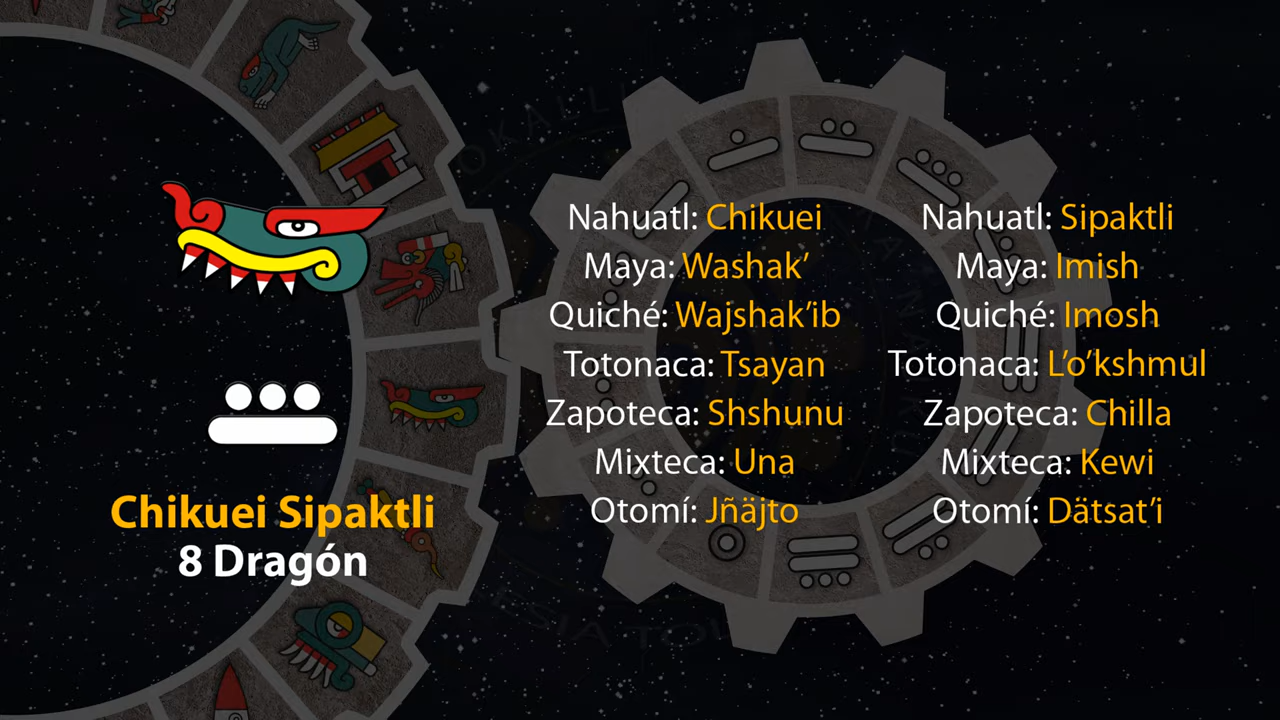 Chikuei Sipaktli
8 Dragón
Nahuatl: Chikuei
Maya: Washak’
Quiché: Wajshak’ib
Totonaca: Tsayan
Zapoteca: Shshunu
Mixteca: Una
Otomí: Jñäjto
Nahuatl: Sipaktli
Maya: Imish
Quiché: Imosh
Totonaca: L’o’kshmul
Zapoteca: Chilla
Mixteca: Kewi
Otomí: Dätsat’i